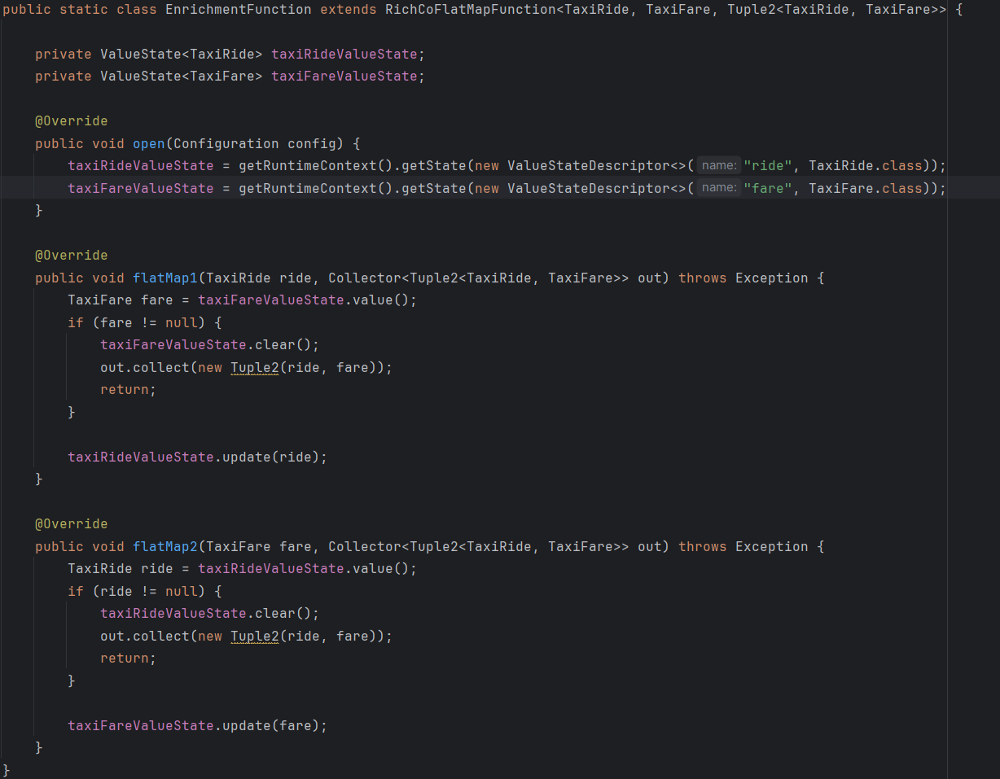 public static class EnrichmentFunction extends RichCoFlatMapFunction<TaxiRide, TaxiFare, Tuple2<TaxiRide, TaxiFare>> {
private ValueState<TaxiRide> taxiRideValueState;
private ValueState<TaxiFare> taxiFareValueState;
@Override
public void open(Configuration config) {
taxiRideValueState = getRuntimeContext().getState(new ValueStateDescriptor<>( name: "ride", TaxiRide.class));
taxiFareValueState = getRuntimeContext().getState(new ValueStateDescriptor<>( name: "fare", TaxiFare.class));
}
@Override
public void flatMap1(TaxiRide ride, Collector<Tuple2<TaxiRide, TaxiFare>> out) throws Exception {
TaxiFare fare = taxiFareValueState.value();
if (fare != null) {
taxiFareValueState.clear();
out.collect(new Tuple2(ride, fare));
return;
}
taxiRideValueState.update(ride);
}
@Override
public void flatMap2(TaxiFare fare, Collector<Tuple2<TaxiRide, TaxiFare>> out) throws Exception {
TaxiRide ride = taxiRideValueState.value();
if (ride != null) {
taxiRideValueState.clear();
out.collect(new Tuple2(ride, fare));
return;
}
taxiFareValueState.update(fare);
}
}